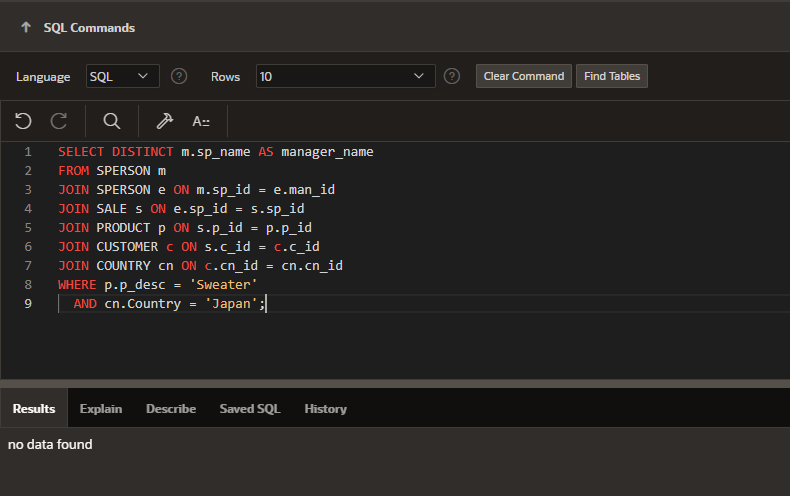 SQL Commands
Language SQL ? Rows 10 ? Clear Command Find Tables
A::
1 SELECT DISTINCT m.sp_name AS manager_name
2 FROM SPERSON m
3 JOIN SPERSON e ON m.sp_id = e.man_id
4 JOIN SALE s ON e.sp_id = s.sp_id
5 JOIN PRODUCT p ON s.p_id = p.p_id
6 JOIN CUSTOMER c ON s.c_id = c.c_id
7 JOIN COUNTRY cn ON c.cn_id = cn.cn_id
8 WHERE p.p_desc = 'Sweater'
9 AND cn.Country = 'Japan';
Results Explain Describe Saved SQL History
no data found